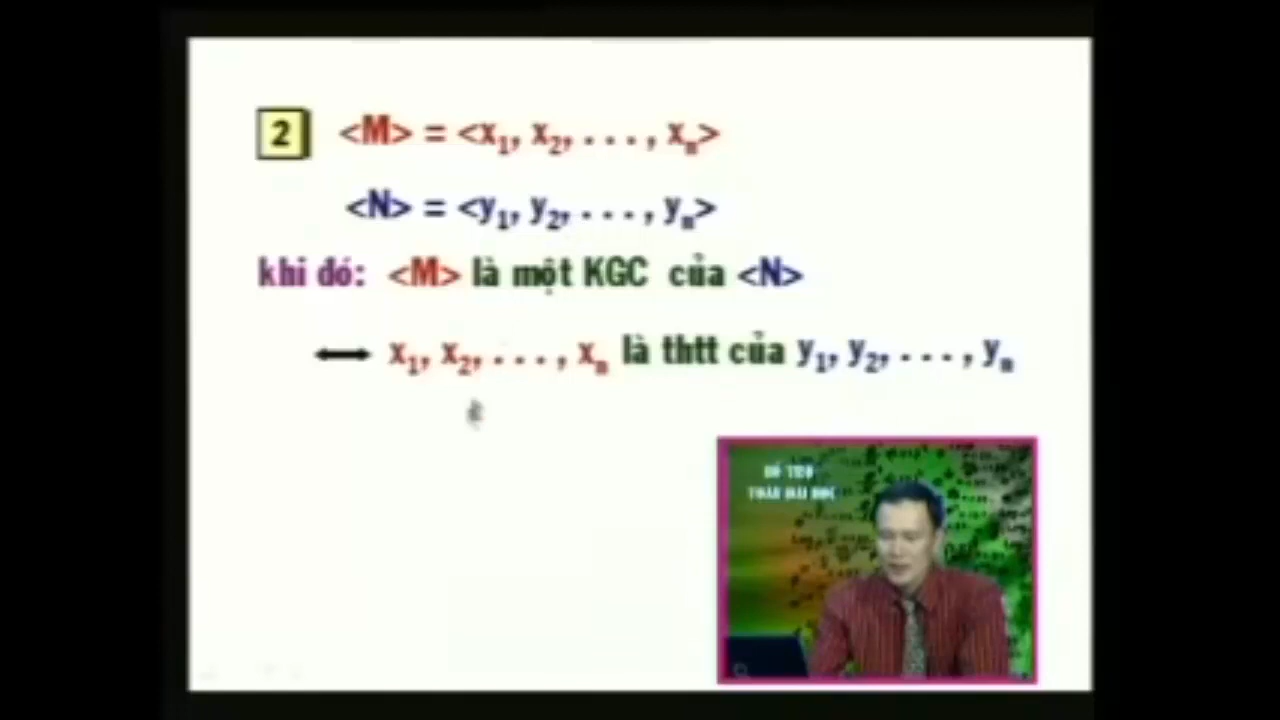 2 <M> = <x₁, x₂, . . . , xₙ>
<N> = <y₁, y₂, . . . , yₙ>
khi đó: <M> là một KGC của <N>
↔ x₁, x₂, . . . , xₙ là thtt của y₁, y₂, . . . , yₙ